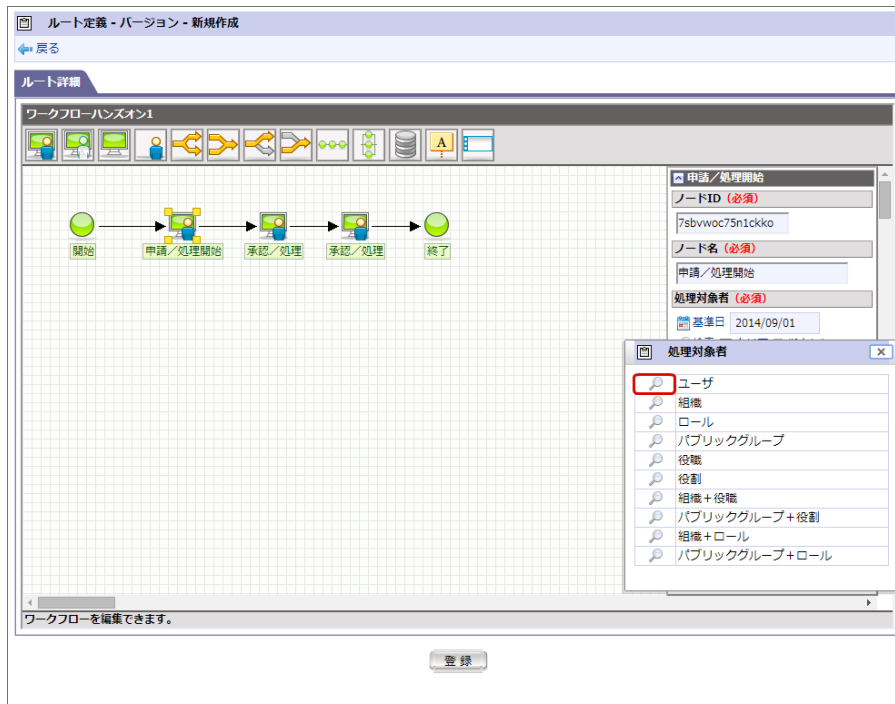 ルート定義 - バージョン - 新規作成
戻る
ルート詳細
ワークフローハンズオン1
A
開始
申請／処理開始
承認／処理
承認／処理
終了
申請／処理開始
ノードID（必須）
7sbvwoc75n1ckko
ノード名（必須）
申請／処理開始
処理対象者（必須）
基準日 2014/09/01
処理対象者
ユーザ
組織
ロール
パブリックグループ
役職
役割
組織＋役職
パブリックグループ＋役割
組織＋ロール
パブリックグループ＋ロール
ワークフローを編集できます。
登録